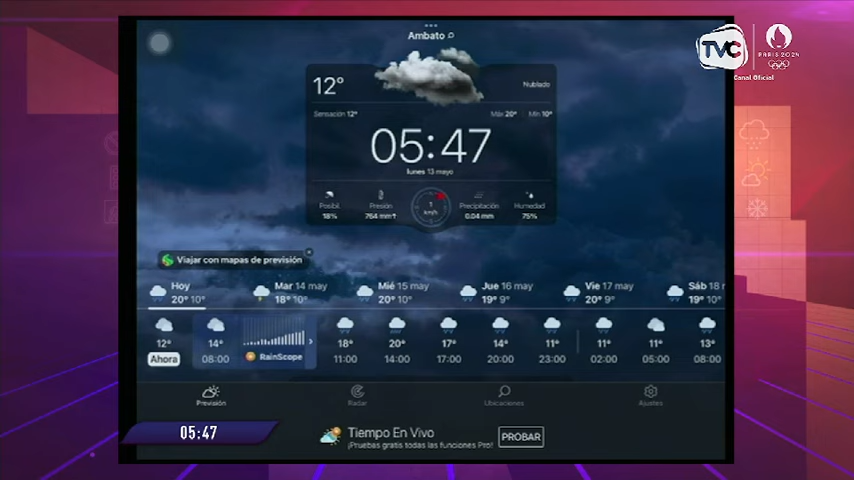 Ambato
TVC
PARIS 2024
Canal Oficial
12°
Nublado
Sensación 12°
Máx 20°
Mín 10°
05:47
lunes 13 mayo
Posibil.
18%
Presión
764 mm↑
1
km/h
Precipitación
0.04 mm
Humedad
75%
Viajar con mapas de previsión
Hoy
20° 10°
Mar 14 may
18° 10°
Mié 15 may
20° 10°
Jue 16 may
19° 9°
Vie 17 may
20° 9°
Sáb 18
19° 10°
12°
Ahora
14°
08:00
RainScope
18°
11:00
20°
14:00
17°
17:00
14°
20:00
11°
23:00
11°
02:00
11°
05:00
13°
08:00
Previsión
Radar
Ubicaciones
Ajustes
05:47
Tiempo En Vivo
¡Pruebas gratis todas las funciones Pro!
PROBAR